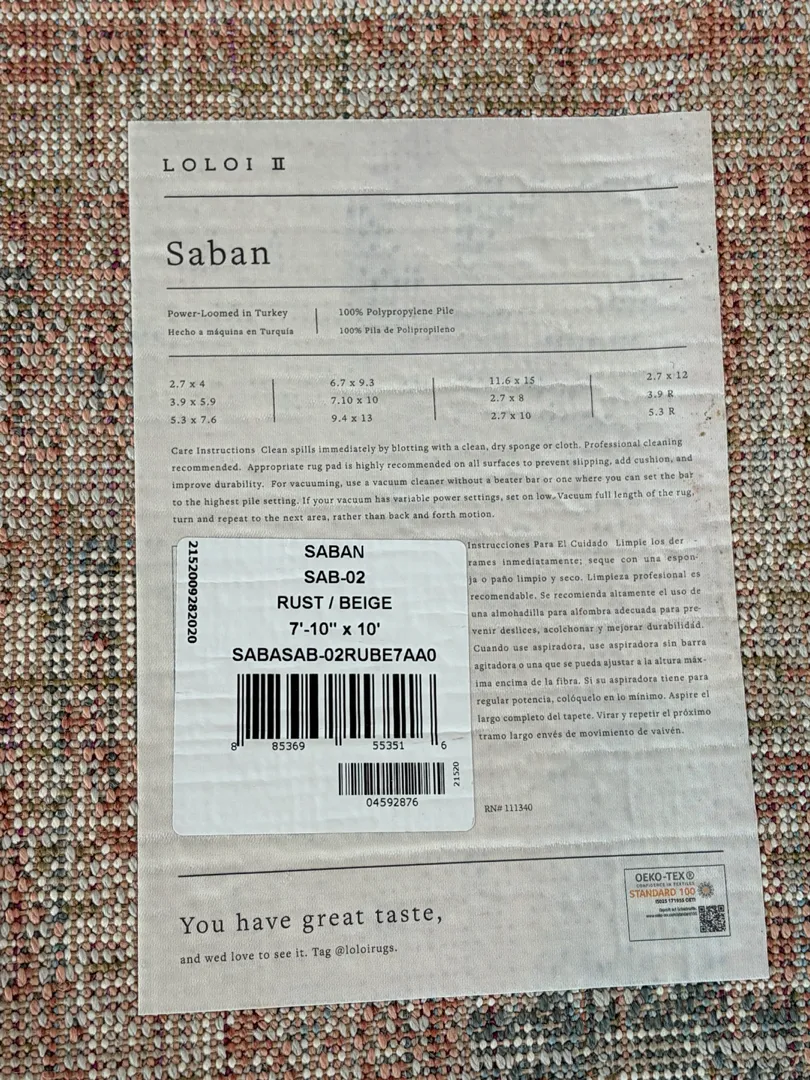 LOLOI II
Saban
Power-Loomed in Turkey
Hecho a máquina en Turquía
100% Polypropylene Pile
100% Pila de Polipropileno
2.7 x 4
3.9 x 5.9
5.3 x 7.6
6.7 x 9.3
7.10 x 10
9.4 x 13
11.6 x 15
2.7 x 8
2.7 x 10
2.7 x 12
3.9 R
5.3 R
Care Instructions Clean spills immediately by blotting with a clean, dry sponge or cloth. Professional cleaning
recommended. Appropriate rug pad is highly recommended on all surfaces to prevent slipping, add cushion, and
improve durability. For vacuuming, use a vacuum cleaner without a beater bar or one where you can set the bar
to the highest pile setting. If your vacuum has variable power settings, set on low. Vacuum full length of the rug,
turn and repeat to the next area, rather than back and forth motion.
2152009282020
SABAN
SAB-02
RUST / BEIGE
7'-10" x 10'
SABASAB-02RUBE7AA0
8 85369 55351 6
21520
04592876
Instrucciones Para El Cuidado Limpie los der-
rames inmediatamente; seque con una espon-
ja o paño limpio y seco. Limpieza profesional es
recomendable. Se recomienda altamente el uso de
una almohadilla para alfombra adecuada para pre-
venir deslices, acolchonar y mejorar durabilidad.
Cuando use aspiradora, use aspiradora sin barra
agitadora o una que se pueda ajustar a la altura máx-
ima encima de la fibra. Si su aspiradora tiene para
regular potencia, colóquelo en lo mínimo. Aspire el
largo completo del tapete. Virar y repetir el próximo
tramo largo envés de movimiento de vaivén.
RN# 111340
You have great taste,
and wed love to see it. Tag @loloirugs.
OEKO-TEX®
CONFIDENCE IN TEXTILES
STANDARD 100